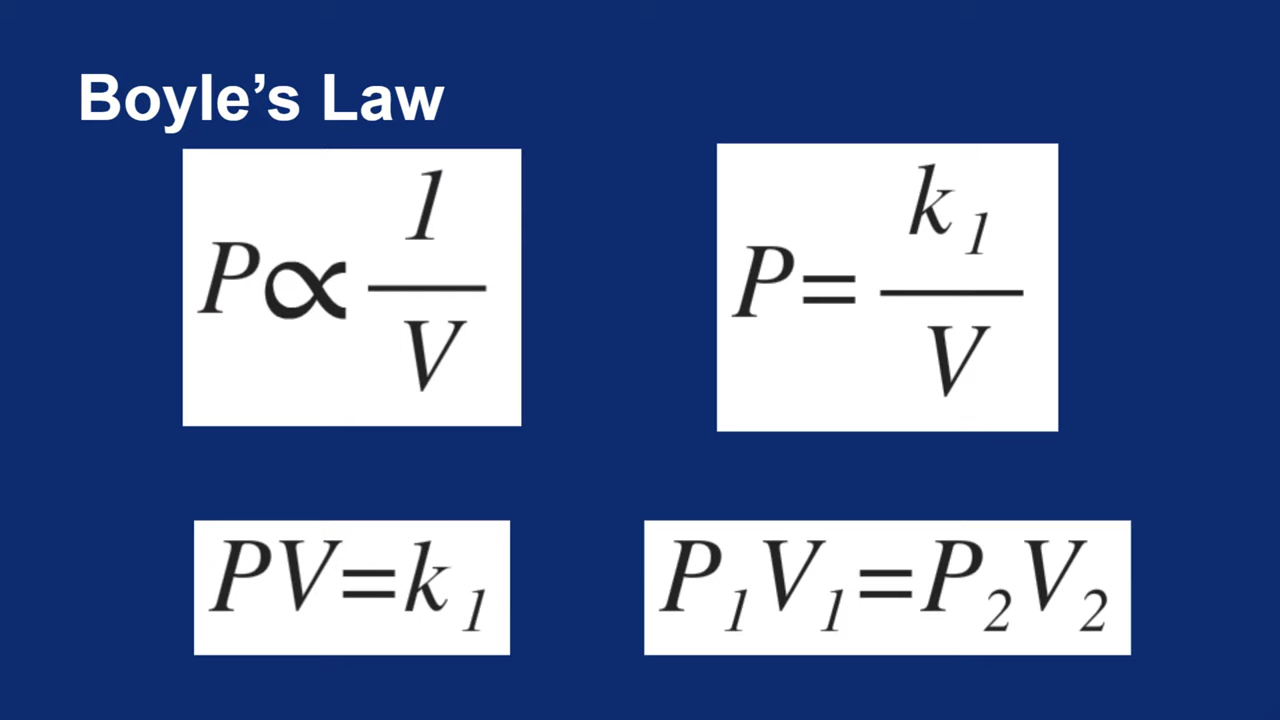 Boyle’s Law
P∝1/V
P=k₁/V
PV=k₁
P₁V₁=P₂V₂